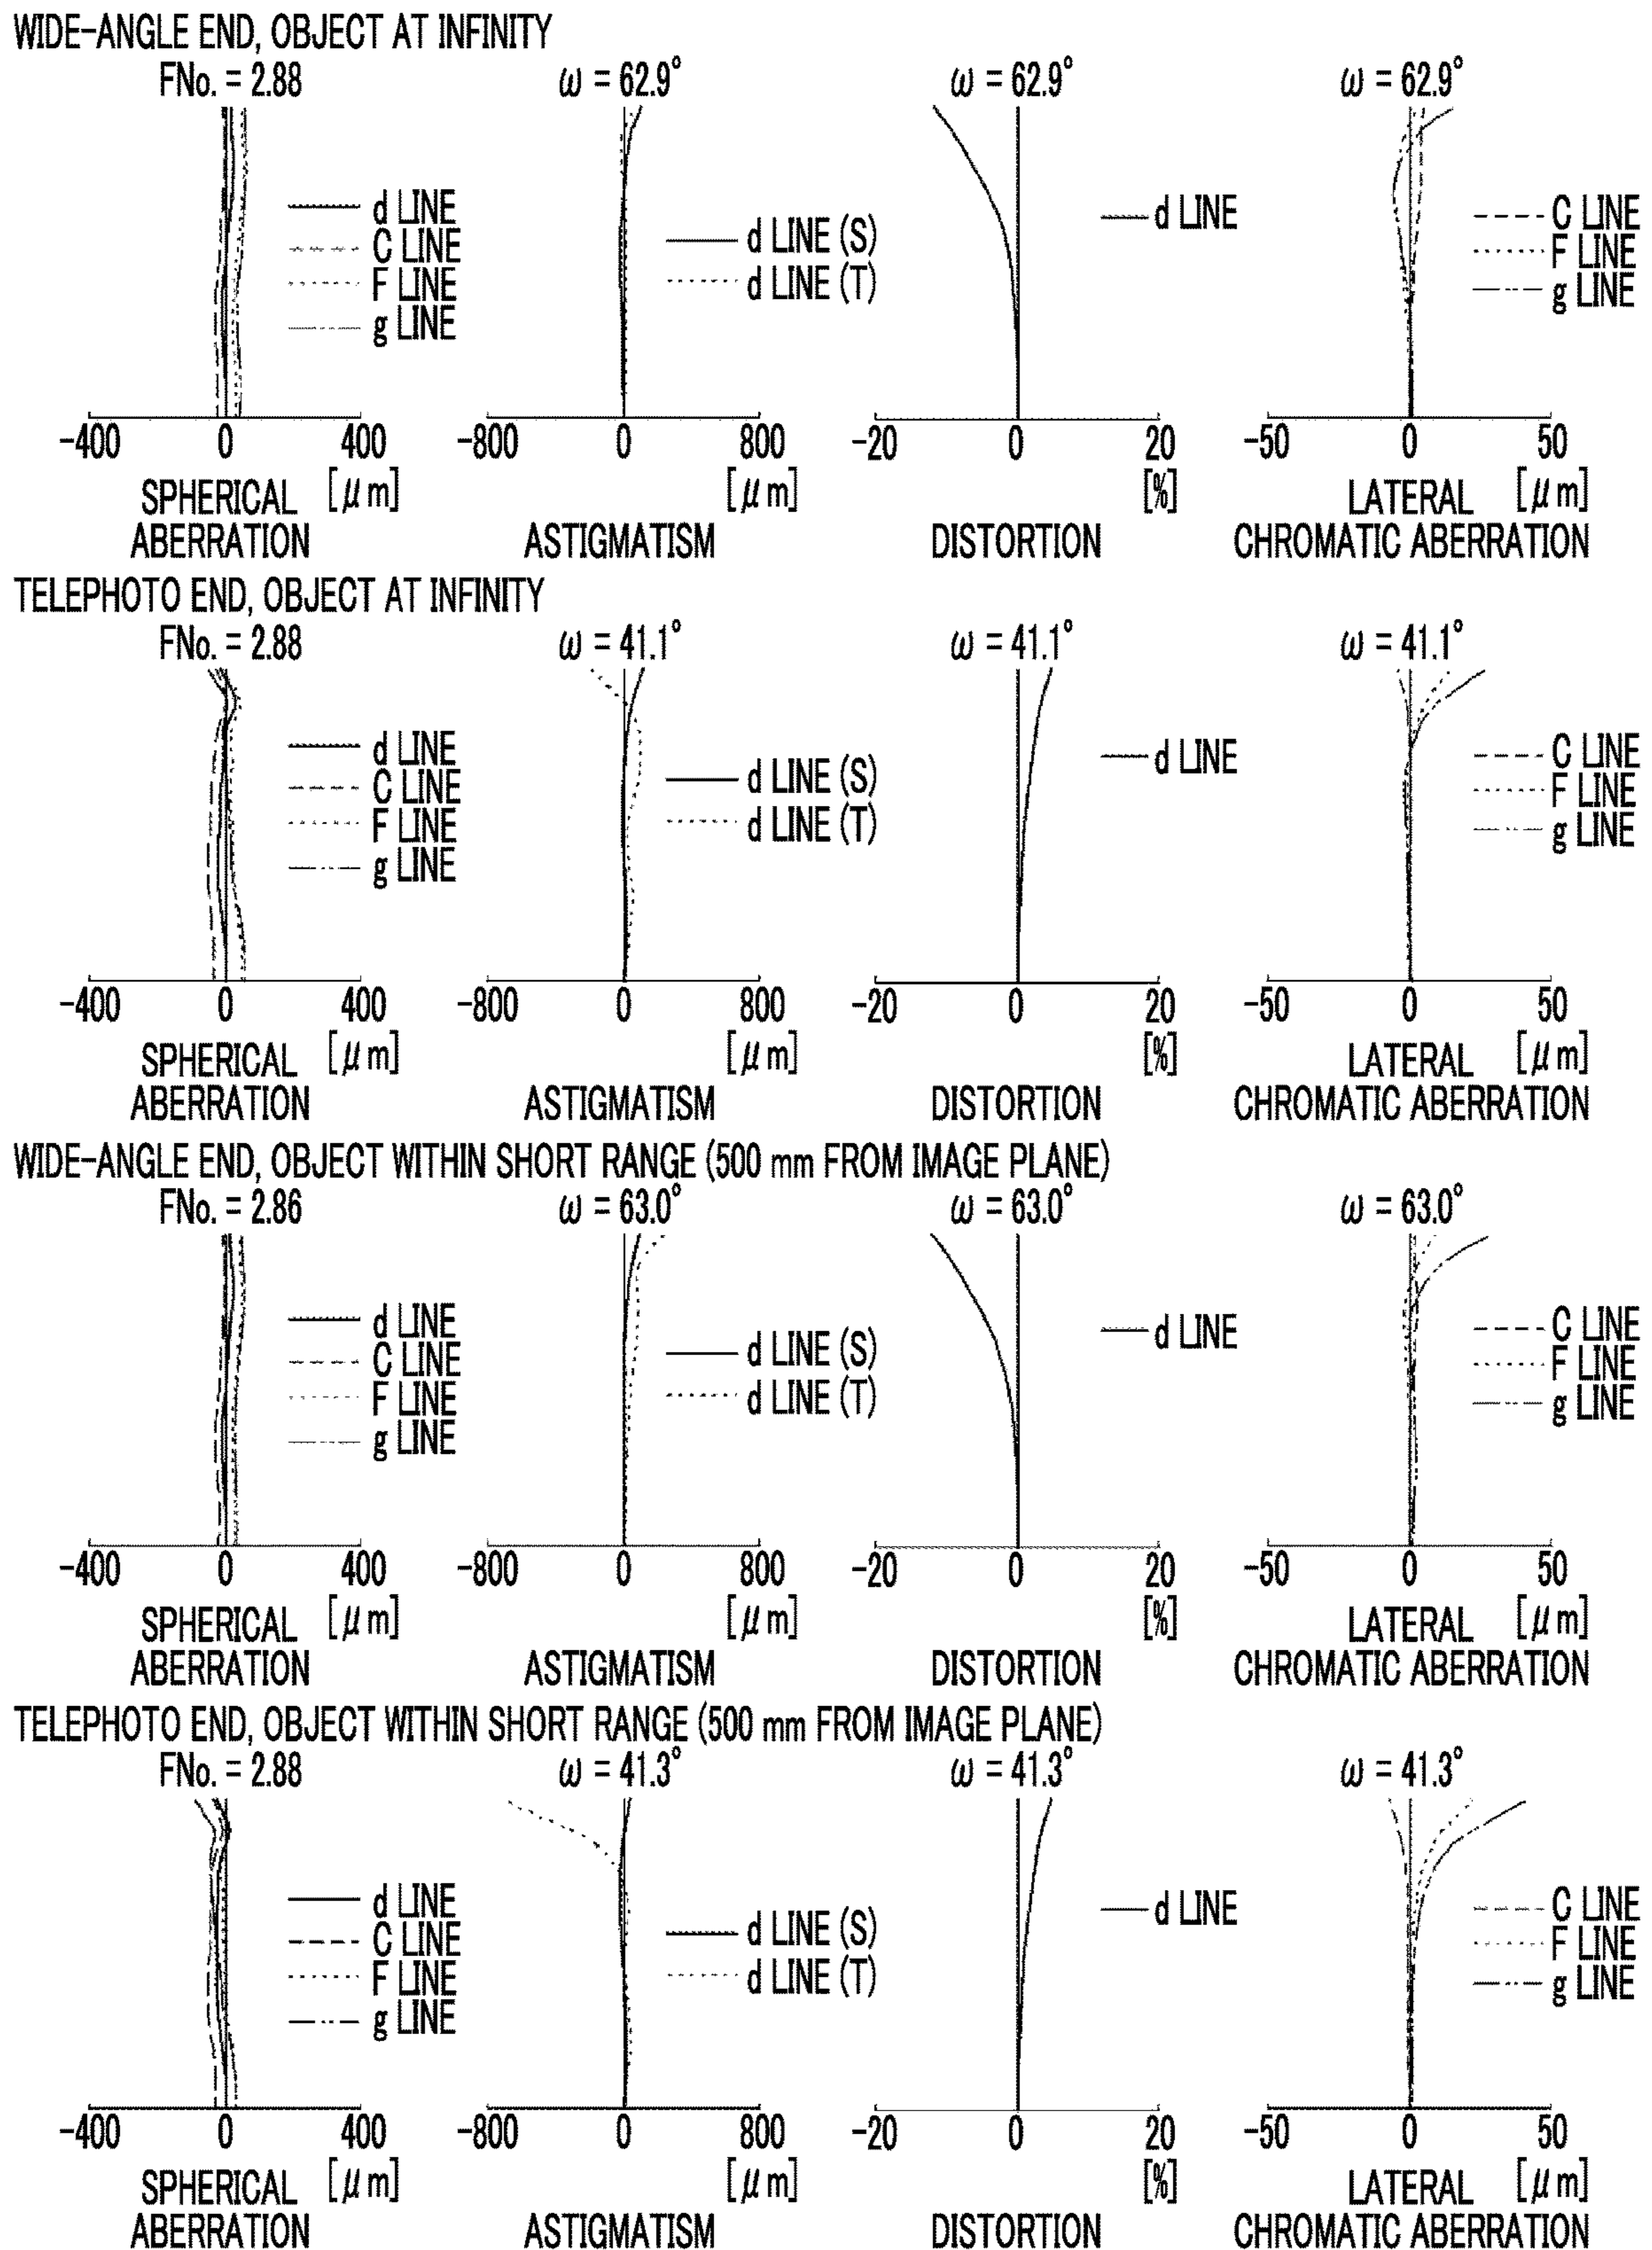 WIDE-ANGLE END, OBJECT AT INFINITY
FNo. = 2.88
ω = 62.9°
ω = 62.9°
ω = 62.9°
d LINE
C LINE
F LINE
g LINE
d LINE (S)
d LINE (T)
d LINE
C LINE
F LINE
g LINE
-400 0 400
-800 0 800
-20 0 20
-50 0 50
[μm]
[μm]
[%]
[μm]
SPHERICAL
ABERRATION
ASTIGMATISM
DISTORTION
LATERAL
CHROMATIC ABERRATION
TELEPHOTO END, OBJECT AT INFINITY
FNo. = 2.88
ω = 41.1°
ω = 41.1°
ω = 41.1°
d LINE
C LINE
F LINE
g LINE
d LINE (S)
d LINE (T)
d LINE
C LINE
F LINE
g LINE
-400 0 400
-800 0 800
-20 0 20
-50 0 50
[μm]
[μm]
[%]
[μm]
SPHERICAL
ABERRATION
ASTIGMATISM
DISTORTION
LATERAL
CHROMATIC ABERRATION
WIDE-ANGLE END, OBJECT WITHIN SHORT RANGE (500 mm FROM IMAGE PLANE)
FNo. = 2.86
ω = 63.0°
ω = 63.0°
ω = 63.0°
d LINE
C LINE
F LINE
g LINE
d LINE (S)
d LINE (T)
d LINE
C LINE
F LINE
g LINE
-400 0 400
-800 0 800
-20 0 20
-50 0 50
[μm]
[μm]
[%]
[μm]
SPHERICAL
ABERRATION
ASTIGMATISM
DISTORTION
LATERAL
CHROMATIC ABERRATION
TELEPHOTO END, OBJECT WITHIN SHORT RANGE (500 mm FROM IMAGE PLANE)
FNo. = 2.88
ω = 41.3°
ω = 41.3°
ω = 41.3°
d LINE
C LINE
F LINE
g LINE
d LINE (S)
d LINE (T)
d LINE
C LINE
F LINE
g LINE
-400 0 400
-800 0 800
-20 0 20
-50 0 50
[μm]
[μm]
[%]
[μm]
SPHERICAL
ABERRATION
ASTIGMATISM
DISTORTION
LATERAL
CHROMATIC ABERRATION